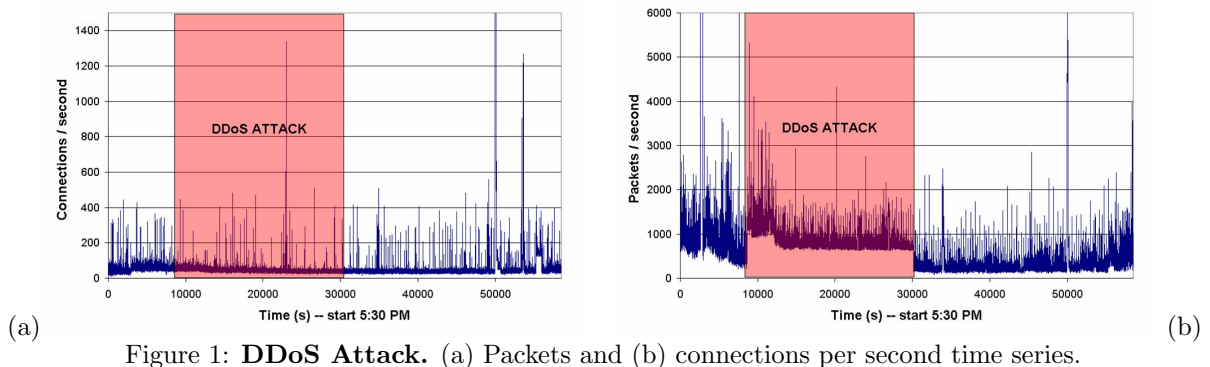 1400
1200
1000
800
600
400
200
0
Connections / second
DDoS ATTACK
0 10000 20000 30000 40000 50000
Time (s) -- start 5:30 PM
(a)
6000
5000
4000
3000
2000
1000
0
Packets / second
DDoS ATTACK
0 10000 20000 30000 40000 50000
Time (s) -- start 5:30 PM
(b)
Figure 1: DDoS Attack. (a) Packets and (b) connections per second time series.